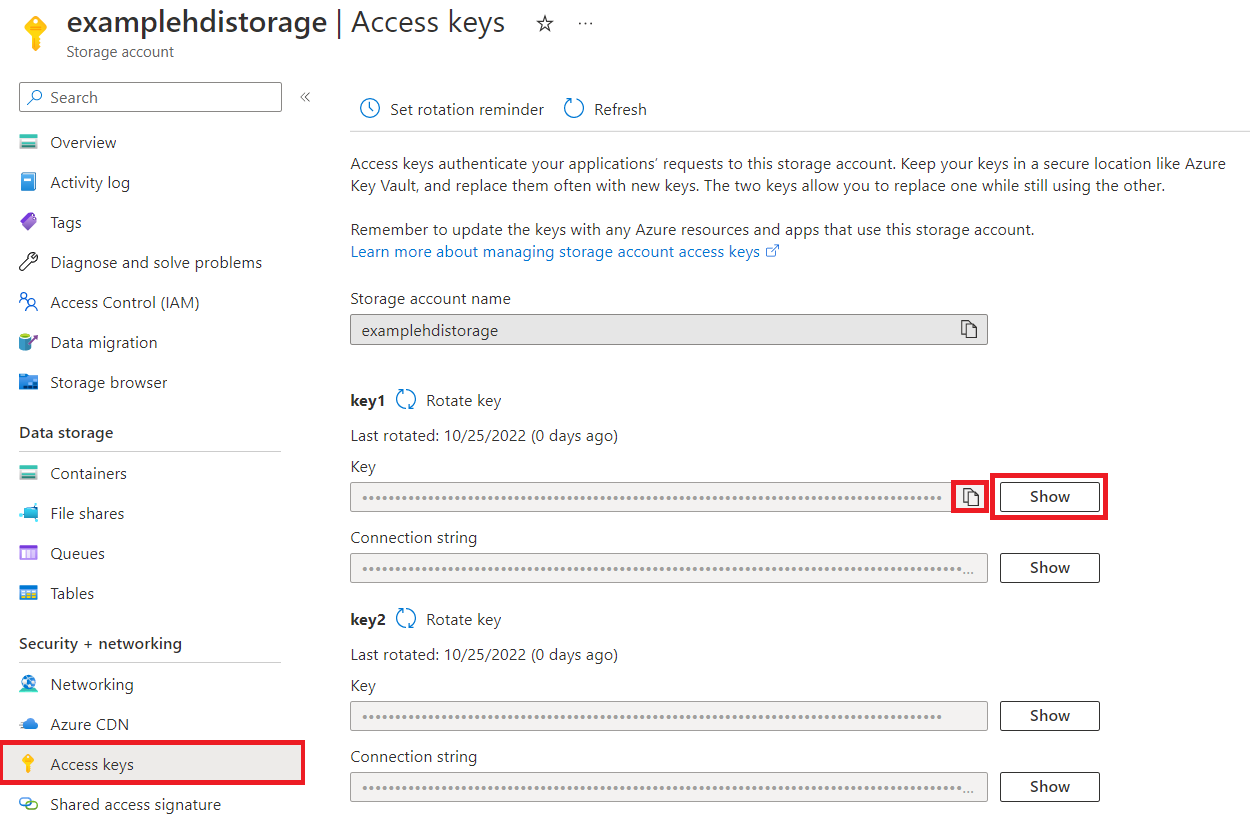 examplehdistorage | Access keys ☆ ...
Storage account
Search «
Overview
Activity log
Tags
Diagnose and solve problems
Access Control (IAM)
Data migration
Storage browser
Data storage
Containers
File shares
Queues
Tables
Security + networking
Networking
Azure CDN
Access keys
Shared access signature
Set rotation reminder Refresh
Access keys authenticate your applications’ requests to this storage account. Keep your keys in a secure location like Azure
Key Vault, and replace them often with new keys. The two keys allow you to replace one while still using the other.
Remember to update the keys with any Azure resources and apps that use this storage account.
Learn more about managing storage account access keys
Storage account name
examplehdistorage
key1 Rotate key
Last rotated: 10/25/2022 (0 days ago)
Key
Show
Connection string
... Show
key2 Rotate key
Last rotated: 10/25/2022 (0 days ago)
Key
Show
Connection string
... Show